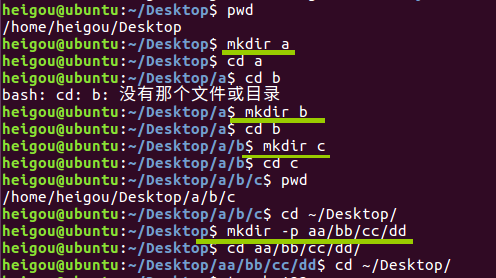 heigou@ubuntu:~/Desktop$ pwd
/home/heigou/Desktop
heigou@ubuntu:~/Desktop$ mkdir a
heigou@ubuntu:~/Desktop$ cd a
heigou@ubuntu:~/Desktop/a$ cd b
bash: cd: b: 没有那个文件或目录
heigou@ubuntu:~/Desktop/a$ mkdir b
heigou@ubuntu:~/Desktop/a$ cd b
heigou@ubuntu:~/Desktop/a/b$ mkdir c
heigou@ubuntu:~/Desktop/a/b$ cd c
heigou@ubuntu:~/Desktop/a/b/c$ pwd
/home/heigou/Desktop/a/b/c
heigou@ubuntu:~/Desktop/a/b/c$ cd ~/Desktop/
heigou@ubuntu:~/Desktop$ mkdir -p aa/bb/cc/dd
heigou@ubuntu:~/Desktop$ cd aa/bb/cc/dd/
heigou@ubuntu:~/Desktop/aa/bb/cc/dd$ cd ~/Desktop/